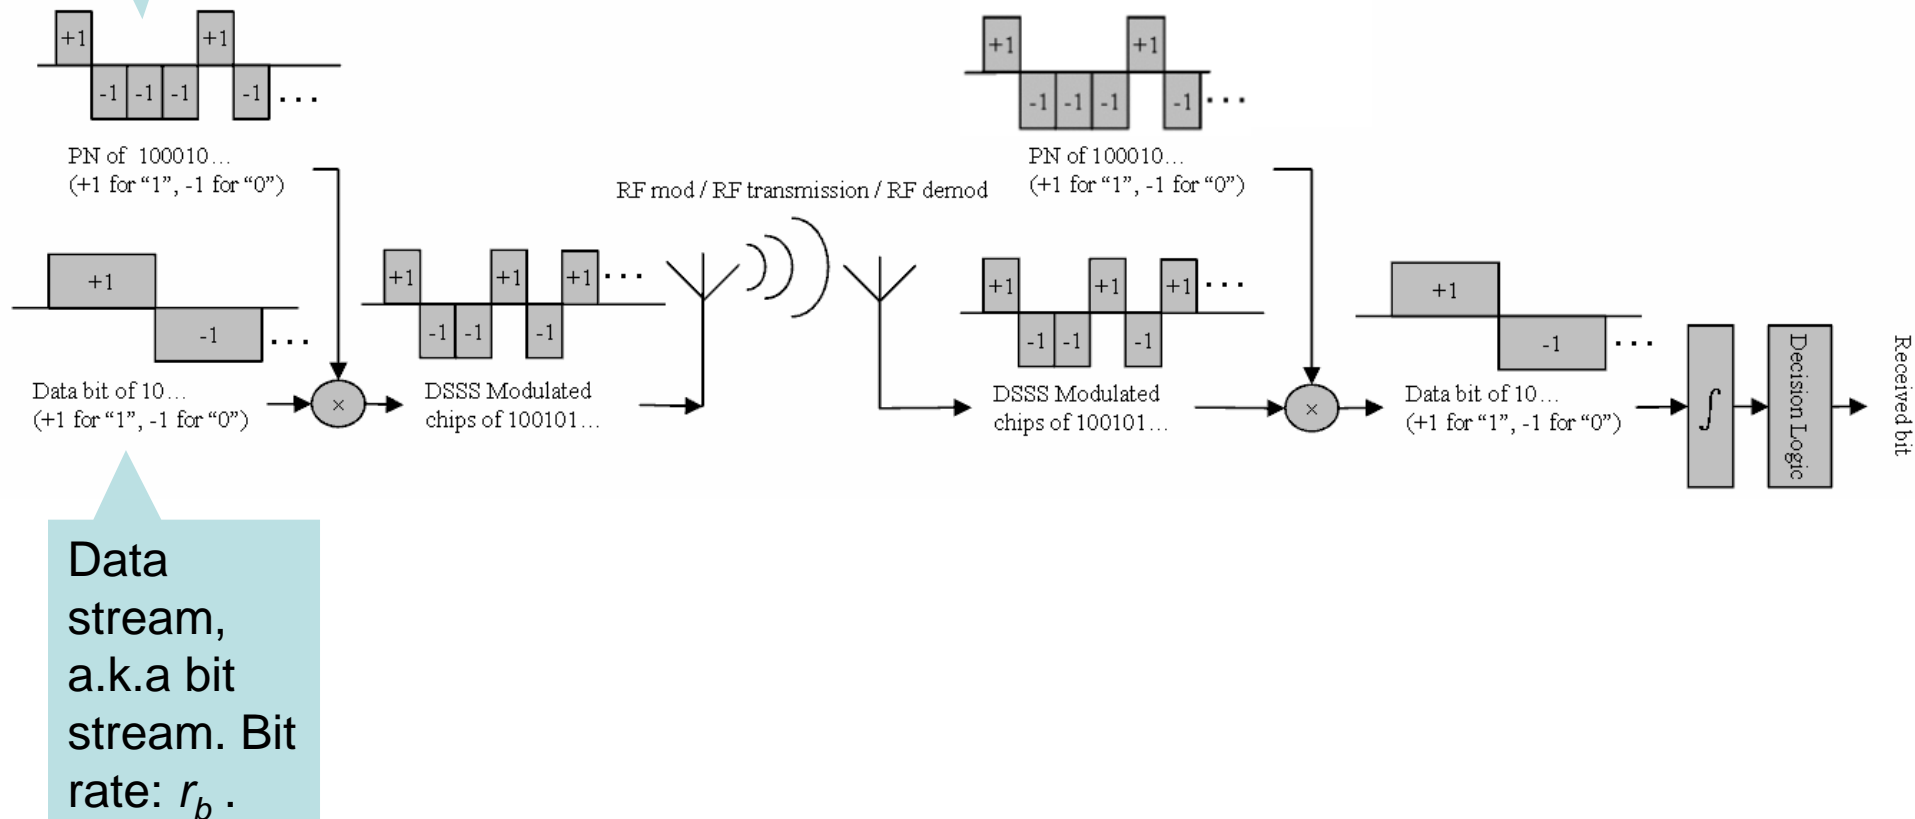 +1 +1
-1 -1 -1 -1 ...
PN of 100010...
(+1 for "1", -1 for "0")
+1
-1 ...
Data bit of 10...
(+1 for "1", -1 for "0")
×
+1 +1 +1 ...
-1 -1 -1
DSSS Modulated
chips of 100101...
RF mod / RF transmission / RF demod
+1 +1
-1 -1 -1 -1 ...
PN of 100010...
(+1 for "1", -1 for "0")
+1 +1 +1 ...
-1 -1 -1
DSSS Modulated
chips of 100101...
×
+1
-1 ...
Data bit of 10...
(+1 for "1", -1 for "0")
∫
Decision Logic
Received bit
Data
stream,
a.k.a bit
stream. Bit
rate: r_b .